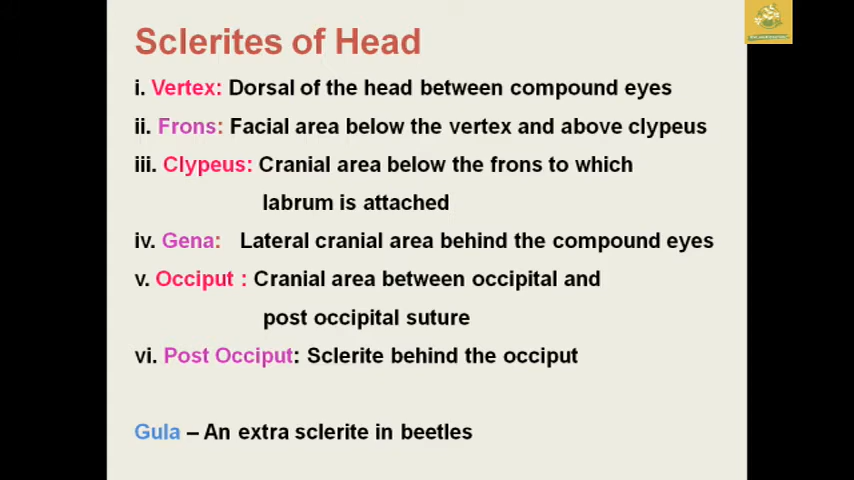 Sclerites of Head
i. Vertex: Dorsal of the head between compound eyes
ii. Frons: Facial area below the vertex and above clypeus
iii. Clypeus: Cranial area below the frons to which
labrum is attached
iv. Gena: Lateral cranial area behind the compound eyes
v. Occiput : Cranial area between occipital and
post occipital suture
vi. Post Occiput: Sclerite behind the occiput
Gula – An extra sclerite in beetles